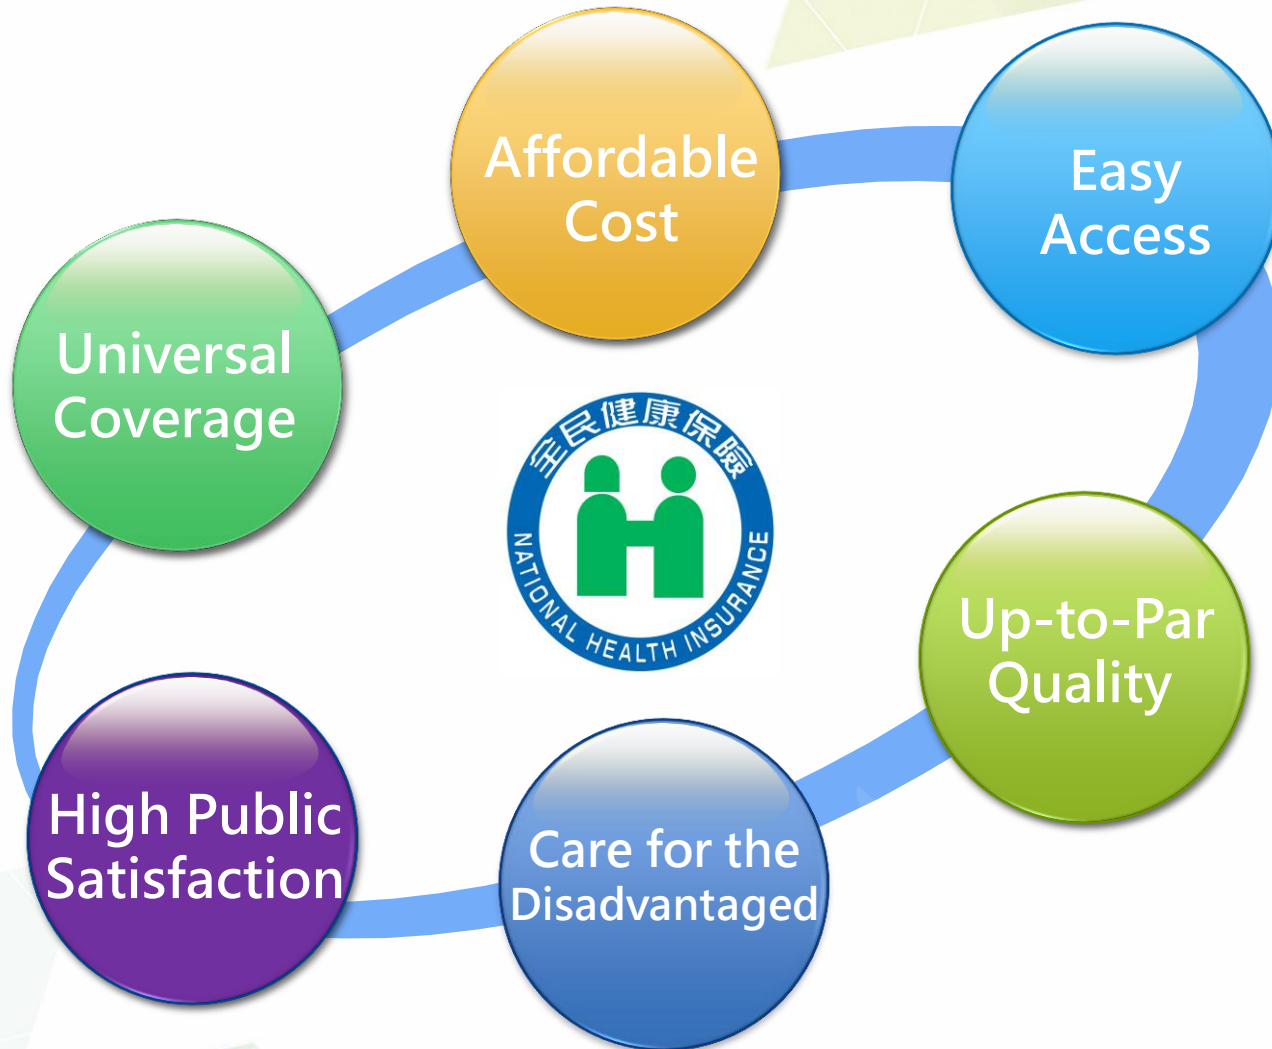 Affordable
Cost
Easy
Access
Universal
Coverage
全民健康保險
NATIONAL HEALTH INSURANCE
Up-to-Par
Quality
High Public
Satisfaction
Care for the
Disadvantaged